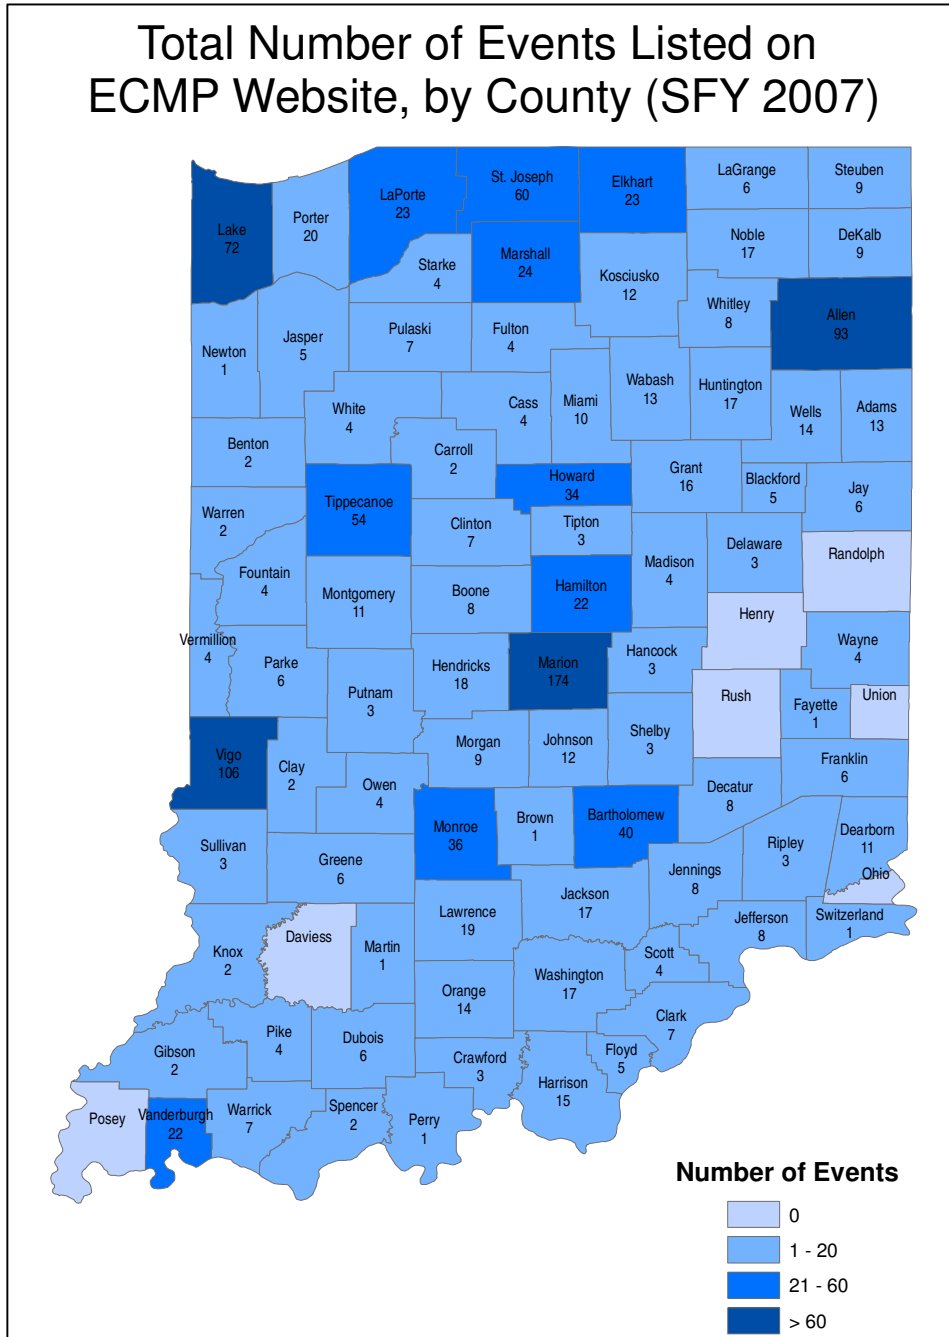 Total Number of Events Listed on
ECMP Website, by County (SFY 2007)
LaGrange
6
Steuben
9
St. Joseph
60
Elkhart
23
LaPorte
23
Porter
20
Lake
72
Noble
17
DeKalb
9
Marshall
24
Starke
4
Kosciusko
12
Whitley
8
Allen
93
Newton
1
Jasper
5
Pulaski
7
Fulton
4
Wabash
13
Huntington
17
Miami
10
Cass
4
White
4
Wells
14
Adams
13
Benton
2
Carroll
2
Howard
34
Grant
16
Blackford
5
Jay
6
Warren
2
Tippecanoe
54
Clinton
7
Tipton
3
Madison
4
Delaware
3
Randolph
Fountain
4
Montgomery
11
Boone
8
Hamilton
22
Henry
Vermillion
4
Parke
6
Putnam
3
Hendricks
18
Marion
174
Hancock
3
Wayne
4
Rush
Fayette
1
Union
Vigo
106
Clay
2
Owen
4
Morgan
9
Johnson
12
Shelby
3
Franklin
6
Decatur
8
Sullivan
3
Greene
6
Monroe
36
Brown
1
Bartholomew
40
Jennings
8
Ripley
3
Dearborn
11
Ohio
Jackson
17
Lawrence
19
Jefferson
8
Switzerland
1
Knox
2
Daviess
Martin
1
Scott
4
Washington
17
Orange
14
Clark
7
Gibson
2
Pike
4
Dubois
6
Crawford
3
Floyd
5
Harrison
15
Posey
Vanderburgh
22
Warrick
7
Spencer
2
Perry
1
Number of Events
0
1 - 20
21 - 60
> 60